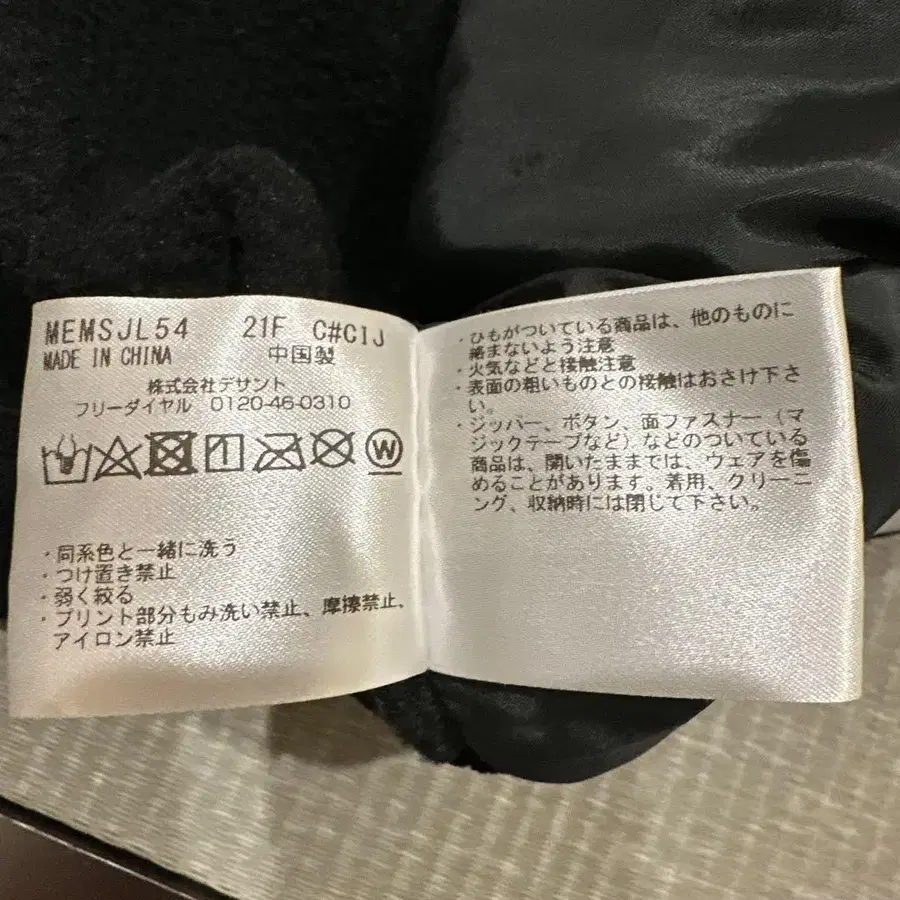 MEMSJL54 21F C#C1J
MADE IN CHINA 中国製
株式会社デサント
フリーダイヤル 0120-46-0310
W
・同系色と一緒に洗う
・つけ置き禁止
・弱く絞る
・プリント部分もみ洗い禁止、摩擦禁止、
アイロン禁止
・ひもがついている商品は、他のものに
絡まないよう注意
・火気などと接触注意
・表面の粗いものとの接触はおさけ下さ
い。
・ジッパー、ボタン、面ファスナー（マ
ジックテープなど）などのついている
商品は、開いたままでは、ウェアを傷
めることがあります。着用、クリーニ
ング、収納時には閉じて下さい。